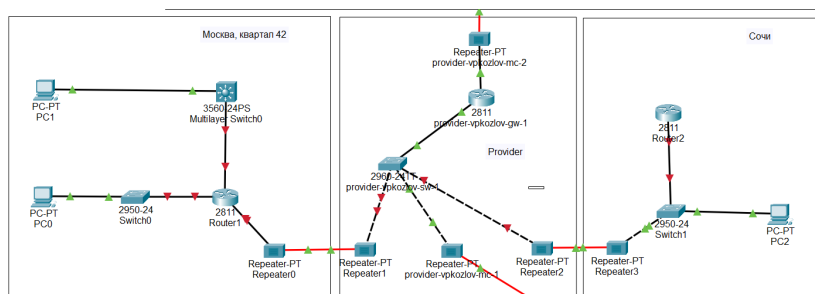 Москва, квартал 42
Сочи
Provider
Repeater-PT
provider-vpkozlov-mc-2
PC-PT
PC1
3560-24PS
Multilayer Switch0
2811
provider-vpkozlov-gw-1
2811
Router2
2960-24TT
provider-vpkozlov-sw-1
PC-PT
PC0
2950-24
Switch0
2811
Router1
2950-24
Switch1
PC-PT
PC2
Repeater-PT
Repeater0
Repeater-PT
Repeater1
Repeater-PT
provider-vpkozlov-mc-1
Repeater-PT
Repeater2
Repeater-PT
Repeater3